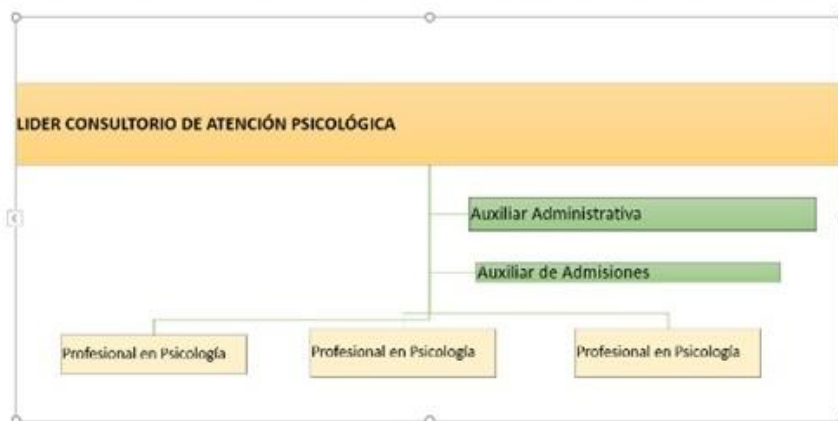 LIDER CONSULTORIO DE ATENCIÓN PSICOLÓGICA
Auxiliar Administrativa
Auxiliar de Admisiones
Profesional en Psicología
Profesional en Psicología
Profesional en Psicología